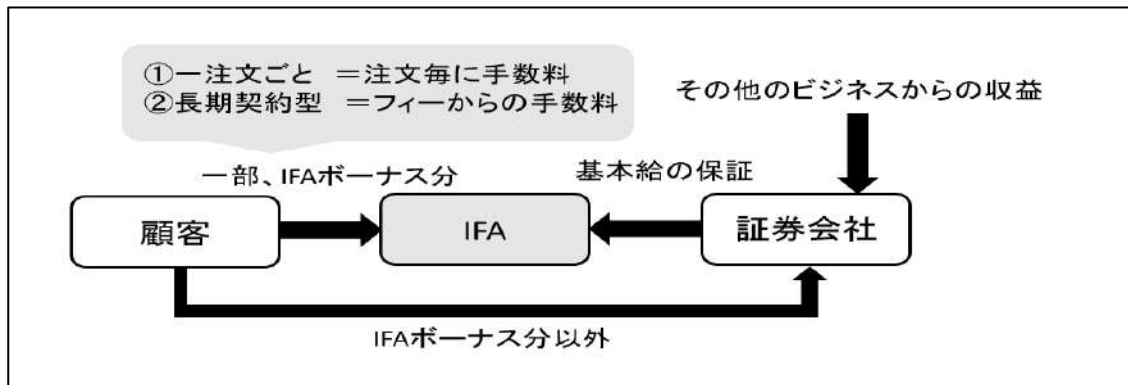 ①一注文ごと ＝注文毎に手数料
②長期契約型 ＝フィーからの手数料
その他のビジネスからの収益
一部、IFAボーナス分
基本給の保証
顧客
IFA
証券会社
IFAボーナス分以外